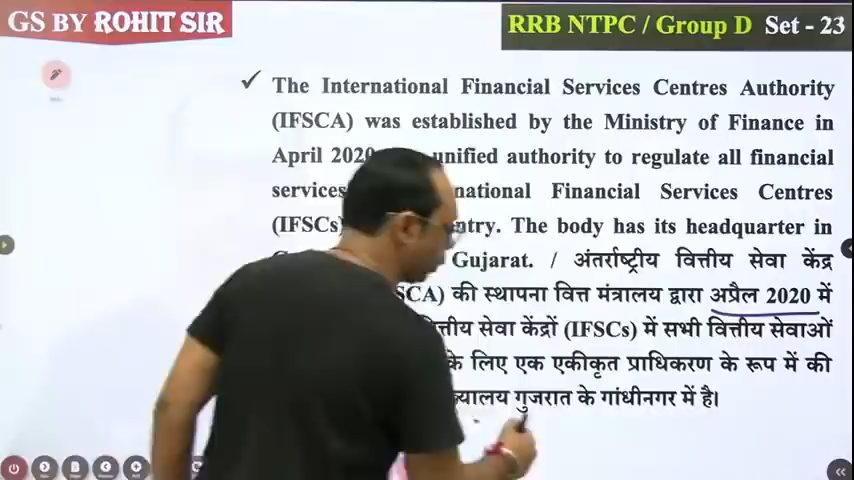 GS BY ROHIT SIR
RRB NTPC / Group D Set - 23
✓ The International Financial Services Centres Authority
(IFSCA) was established by the Ministry of Finance in
April 2020 unified authority to regulate all financial
services national Financial Services Centres
(IFSCs) The body has its headquarter in
Gujarat. / अंतर्राष्ट्रीय वित्तीय सेवा केंद्र
की स्थापना वित्त मंत्रालय द्वारा अप्रैल 2020 में
सेवा केंद्रों (IFSCs) में सभी वित्तीय सेवाओं
के लिए एक एकीकृत प्राधिकरण के रूप में की
गुजरात के गांधीनगर में है।